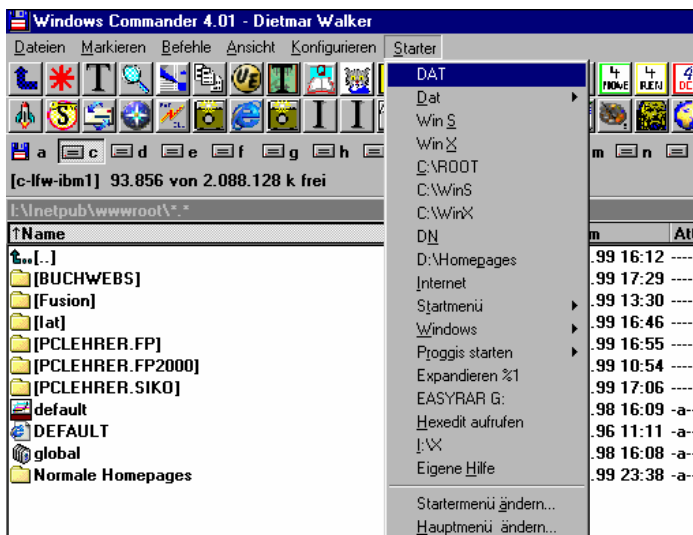 Windows Commander 4.01 - Dietmar Walker
Dateien Markieren Befehle Ansicht Konfigurieren Starter
a c d e f g h m n
[c-lfw-ibm1] 93.856 von 2.088.128 k frei
I:\Inetpub\wwwroot\*.*
↑Name
[..]
[BUCHWEBS]
[Fusion]
[lat]
[PCLEHRER.FP]
[PCLEHRER.FP2000]
[PCLEHRER.SIKO]
default
DEFAULT
global
Normale Homepages
DAT
Dat
Win S
Win X
C:\ROOT
C:\WinS
C:\WinX
DN
D:\Homepages
Internet
Startmenü
Windows
Proggis starten
Expandieren %1
EASYRAR G:
Hexedit aufrufen
I:\X
Eigene Hilfe
Startermenü ändern...
Hauptmenü ändern...
m Att
.99 16:12 ----
.99 17:29 ----
.99 13:30 ----
.99 16:46 ----
.99 16:55 ----
.99 10:54 ----
.99 17:06 ----
.98 16:09 -a--
.96 11:11 -a--
.98 16:08 -a--
.99 23:38 -a--